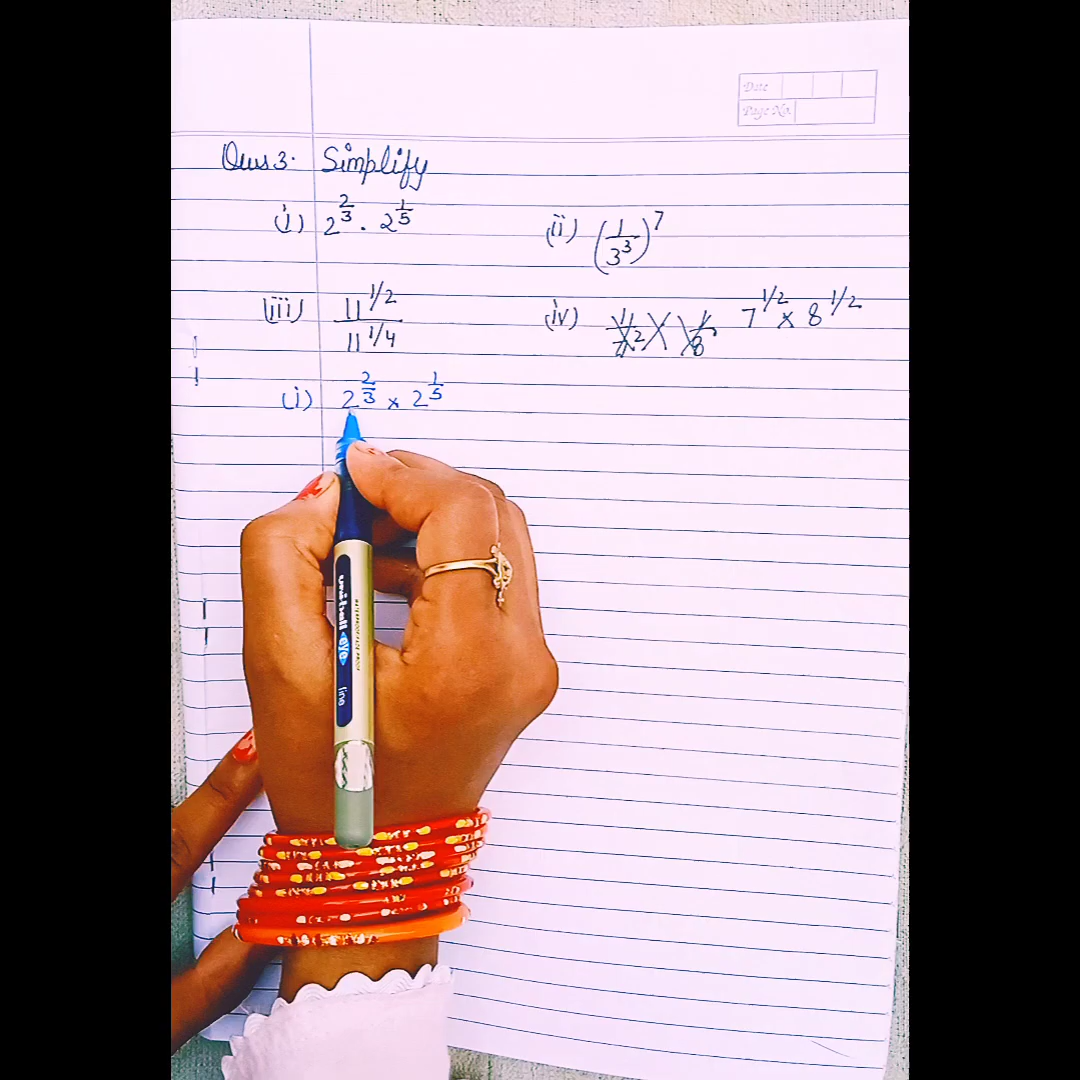 Date
Page No.
Ques 3. Simplify
(i) 2^{2/3} . 2^{1/5} (ii) (1/3^3)^7
(iii) 11^{1/2} / 11^{1/4} (iv) 7^{1/2} x 8^{1/2}
(i) 2^{2/3} x 2^{1/5}
uni-ball eye fine